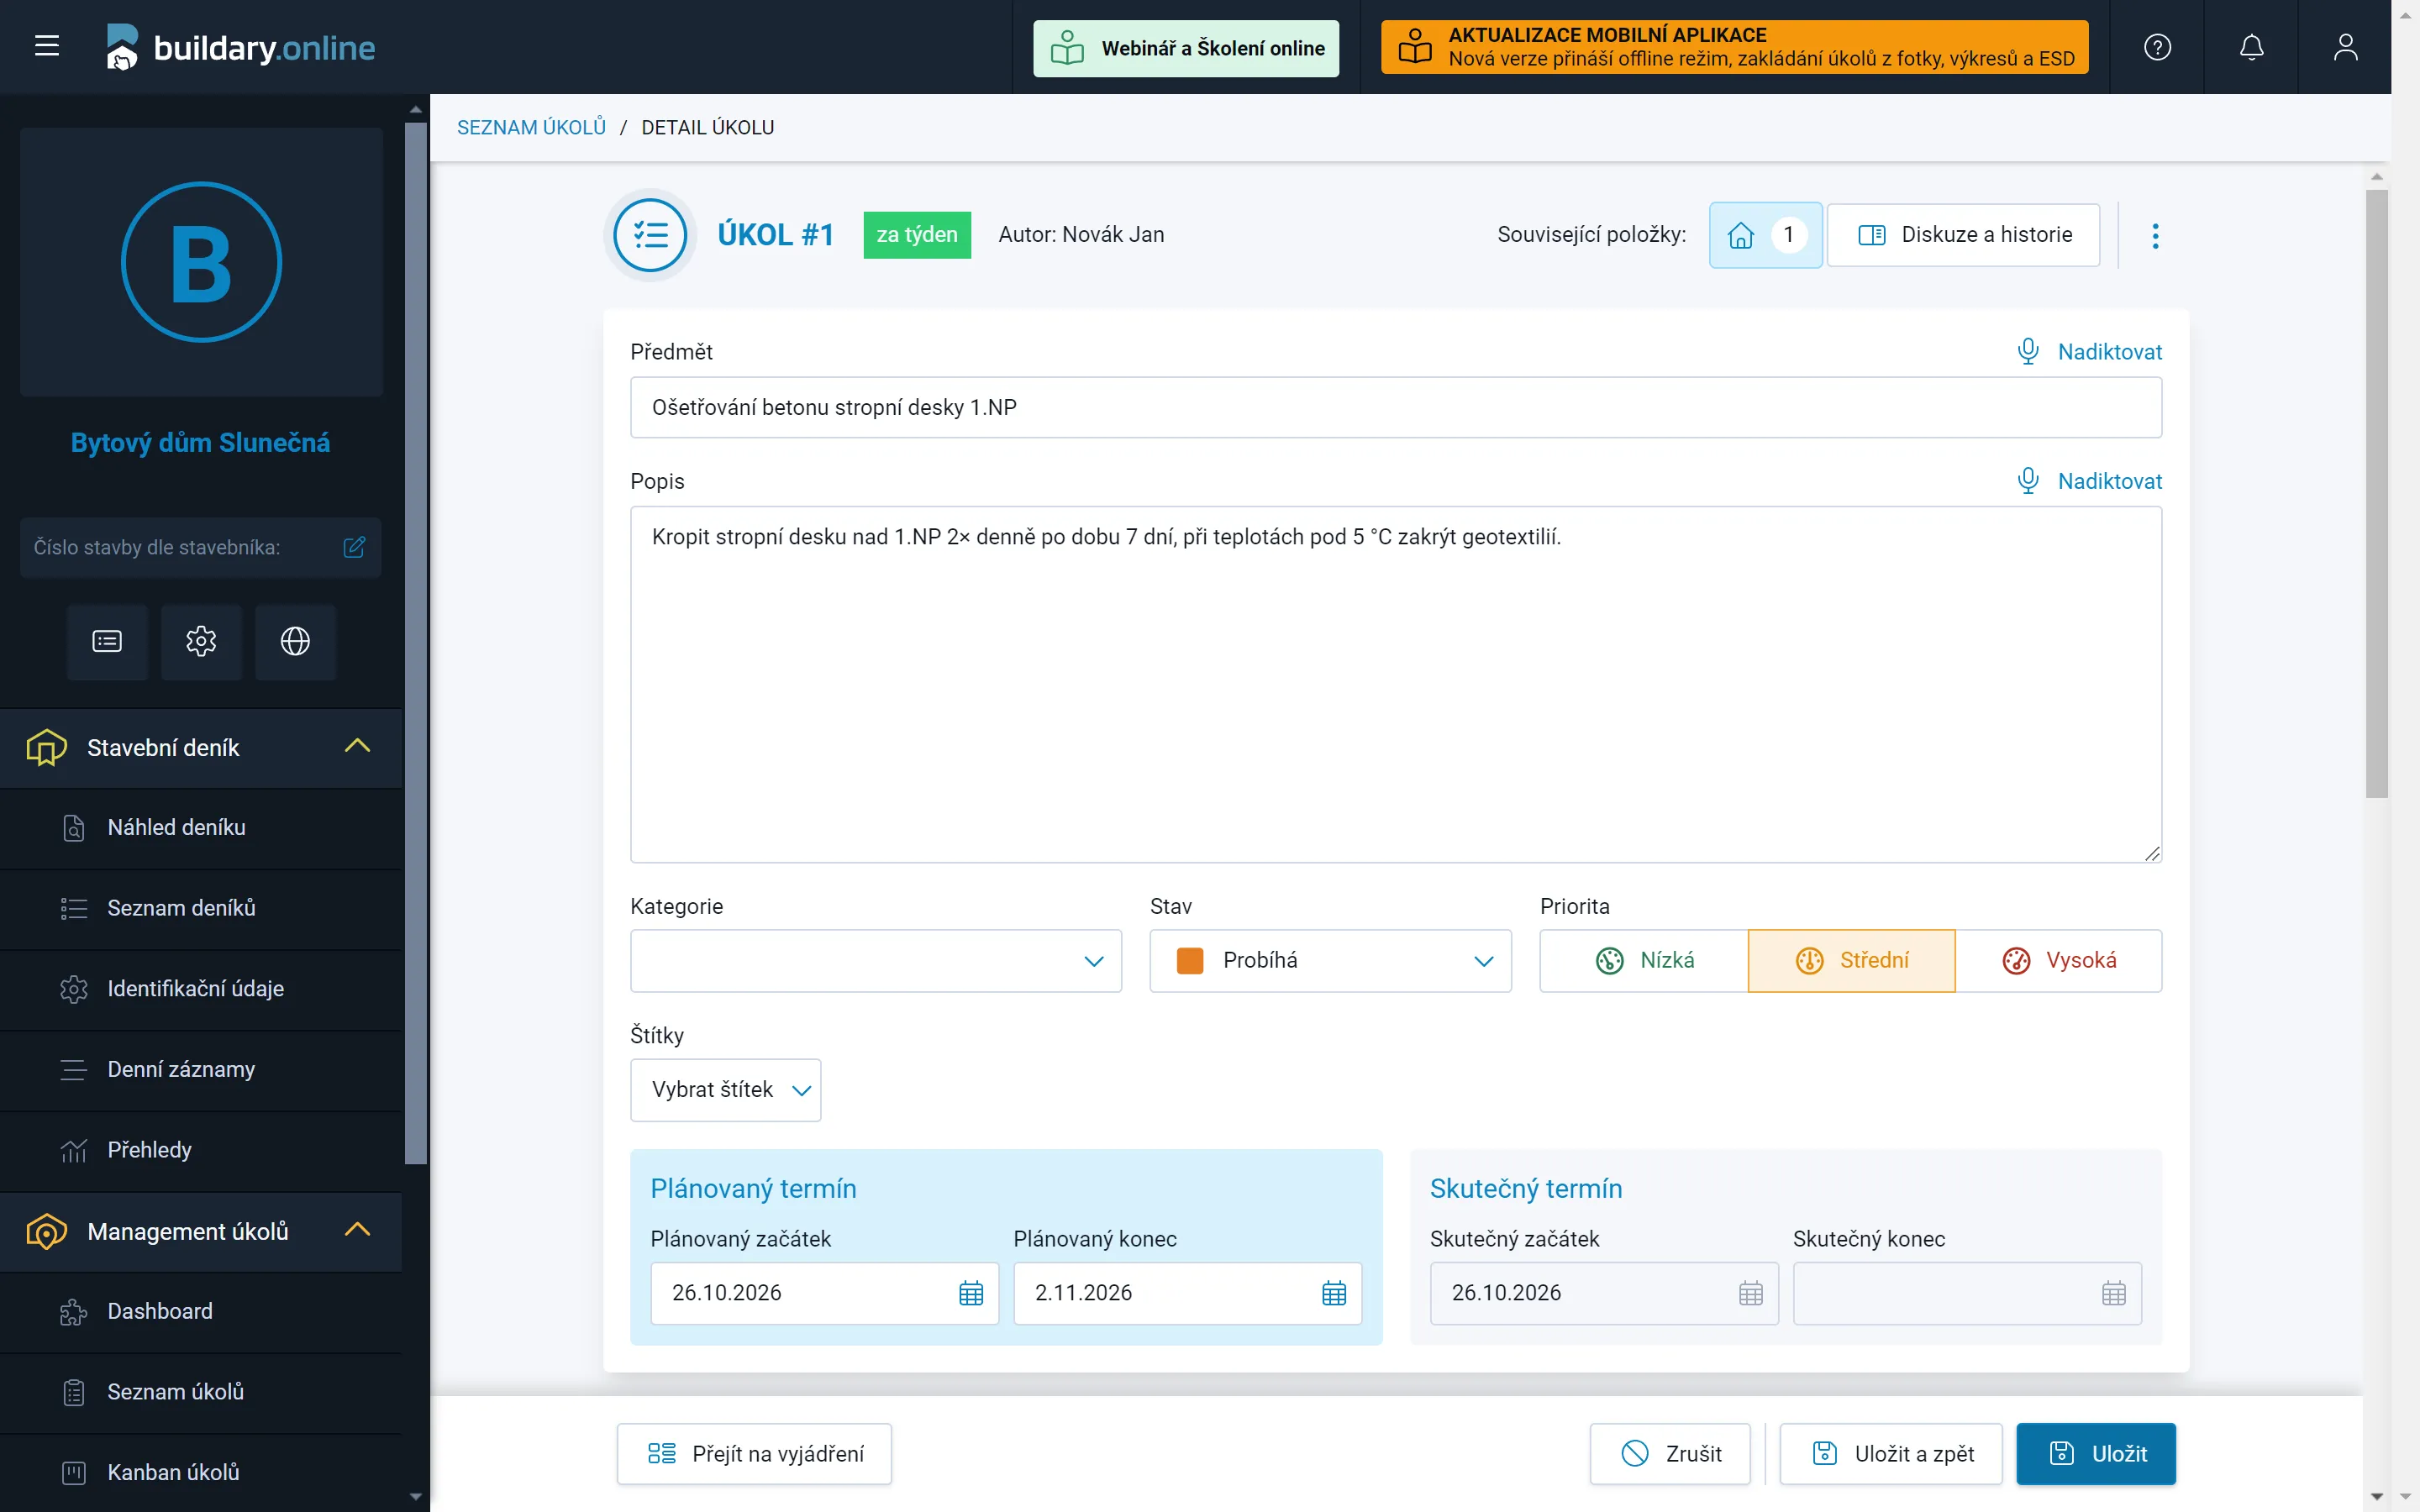 buildary.online
Webinář a Školení online
AKTUALIZACE MOBILNÍ APLIKACE
Nová verze přináší offline režim, zakládání úkolů z fotky, výkresů a ESD
B
Bytový dům Slunečná
Číslo stavby dle stavebníka:
Stavební deník
Náhled deníku
Seznam deníků
Identifikační údaje
Denní záznamy
Přehledy
Management úkolů
Dashboard
Seznam úkolů
Kanban úkolů
SEZNAM ÚKOLŮ / DETAIL ÚKOLU
ÚKOL #1 za týden Autor: Novák Jan
Související položky: 1 Diskuze a historie
Předmět Nadiktovat
Ošetřování betonu stropní desky 1.NP
Popis Nadiktovat
Kropit stropní desku nad 1.NP 2× denně po dobu 7 dní, při teplotách pod 5 °C zakrýt geotextilií.
Kategorie Stav Priorita
Probíhá Nízká Střední Vysoká
Štítky
Vybrat štítek
Plánovaný termín Skutečný termín
Plánovaný začátek Plánovaný konec Skutečný začátek Skutečný konec
26.10.2026 2.11.2026 26.10.2026
Přejít na vyjádření Zrušit Uložit a zpět Uložit